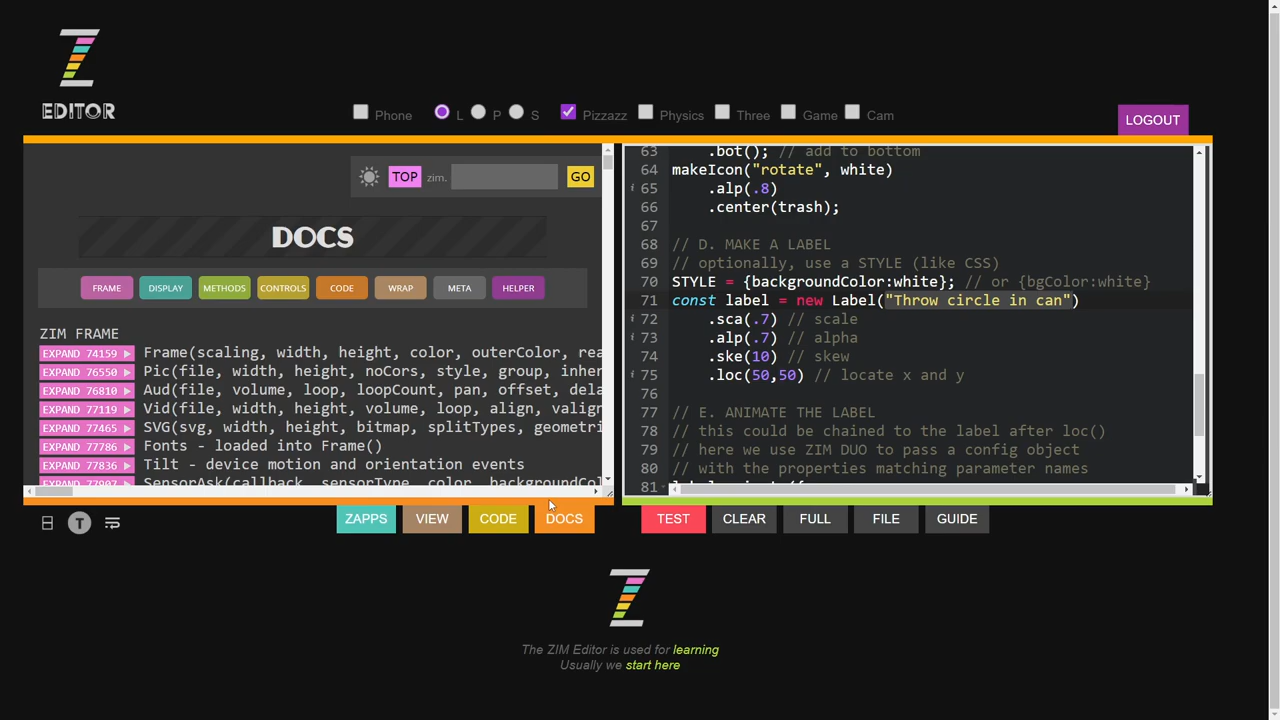 EDITOR
Phone L P S Pizzazz Physics Three Game Cam
LOGOUT
TOP zim. GO
DOCS
FRAME DISPLAY METHODS CONTROLS CODE WRAP META HELPER
ZIM FRAME
EXPAND 74159 Frame(scaling, width, height, color, outerColor, rea
EXPAND 76550 Pic(file, width, height, noCors, style, group, inher
EXPAND 76810 Aud(file, volume, loop, loopCount, pan, offset, dela
EXPAND 77119 Vid(file, width, height, volume, loop, align, valign
EXPAND 77465 SVG(svg, width, height, bitmap, splitTypes, geometri
EXPAND 77786 Fonts - loaded into Frame()
EXPAND 77836 Tilt - device motion and orientation events
EXPAND 77907 SensorAsk(callback, sensorType, color, backgroundCol
63 .bot(); // add to bottom
64 makeIcon("rotate", white)
65 .alp(.8)
66 .center(trash);
67
68 // D. MAKE A LABEL
69 // optionally, use a STYLE (like CSS)
70 STYLE = {backgroundColor:white}; // or {bgColor:white}
71 const label = new Label("Throw circle in can")
72 .sca(.7) // scale
73 .alp(.7) // alpha
74 .ske(10) // skew
75 .loc(50,50) // locate x and y
76
77 // E. ANIMATE THE LABEL
78 // this could be chained to the label after loc()
79 // here we use ZIM DUO to pass a config object
80 // with the properties matching parameter names
81
T
ZAPPS VIEW CODE DOCS
TEST CLEAR FULL FILE GUIDE
The ZIM Editor is used for learning
Usually we start here